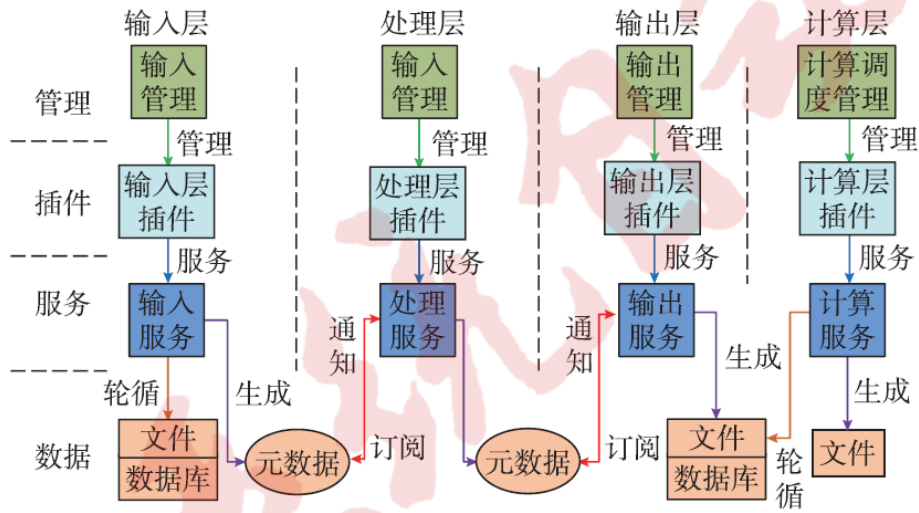 输入层 处理层 输出层 计算层
管理
输入
管理
输入
管理
输出
管理
计算调
度管理
管理 管理 管理 管理
插件
输入层
插件
处理层
插件
输出层
插件
计算层
插件
服务 服务 服务 服务
服务
输入
服务
处理
服务
输出
服务
计算
服务
通
知
通
知
轮循 生成 生成 生成
数据
文件
数据库
元数据
订阅
元数据
订阅
文件
数据库
轮
循
文件